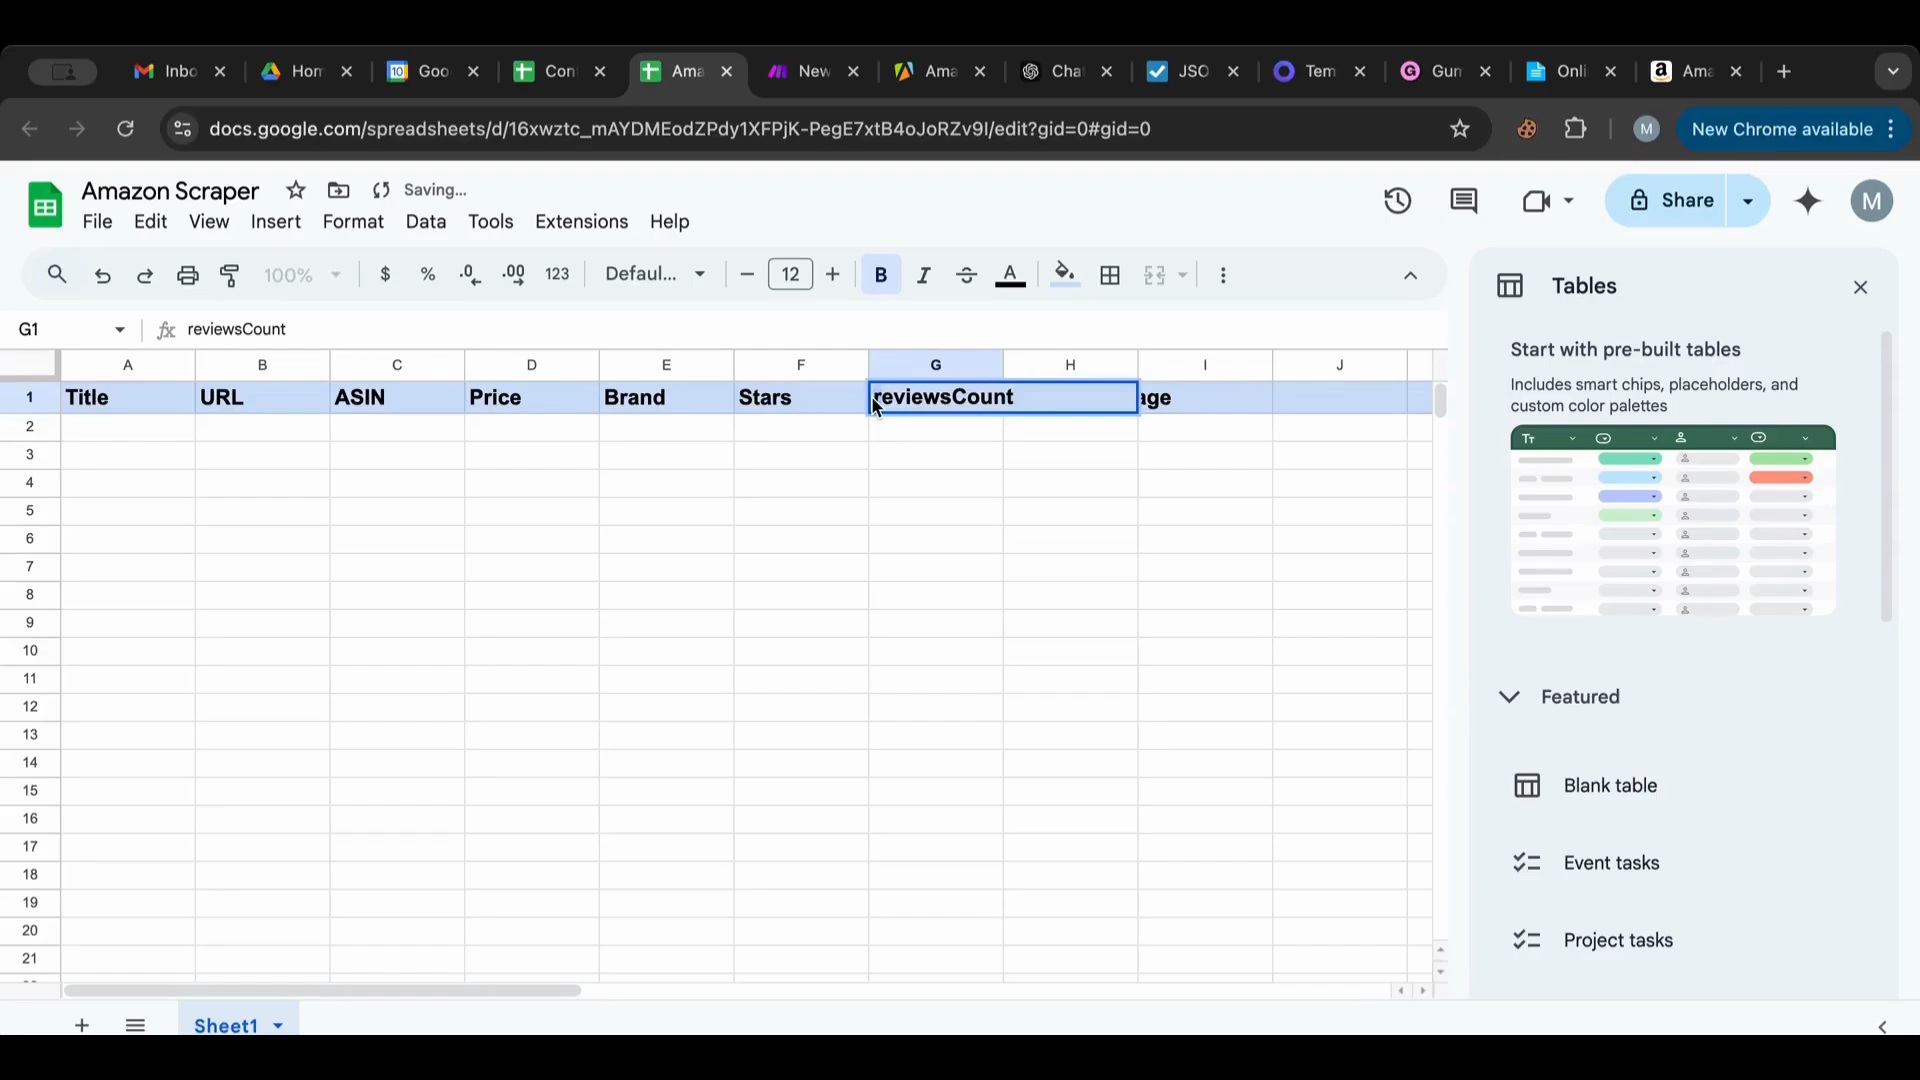 Inbo
Hon
10
Goo
Con
Ama
New
Ama
Cha
JSO
Tem
G
Gum
Onli
a
Ama
docs.google.com/spreadsheets/d/16xwztc_mAYDMEodZPdy1XFPjK-PegE7xtB4oJoRZv9I/edit?gid=0#gid=0
M
New Chrome available
Amazon Scraper
Saving...
File Edit View Insert Format Data Tools Extensions Help
Share
M
100%
$ % .0 .00 123
Defaul...
12
B I S A
G1
fx reviewsCount
A B C D E F G H I J
1 Title URL ASIN Price Brand Stars reviewsCount age
2
3
4
5
6
7
8
9
10
11
12
13
14
15
16
17
18
19
20
21
Sheet1
Tables
Start with pre-built tables
Includes smart chips, placeholders, and
custom color palettes
Tт
Featured
Blank table
Event tasks
Project tasks